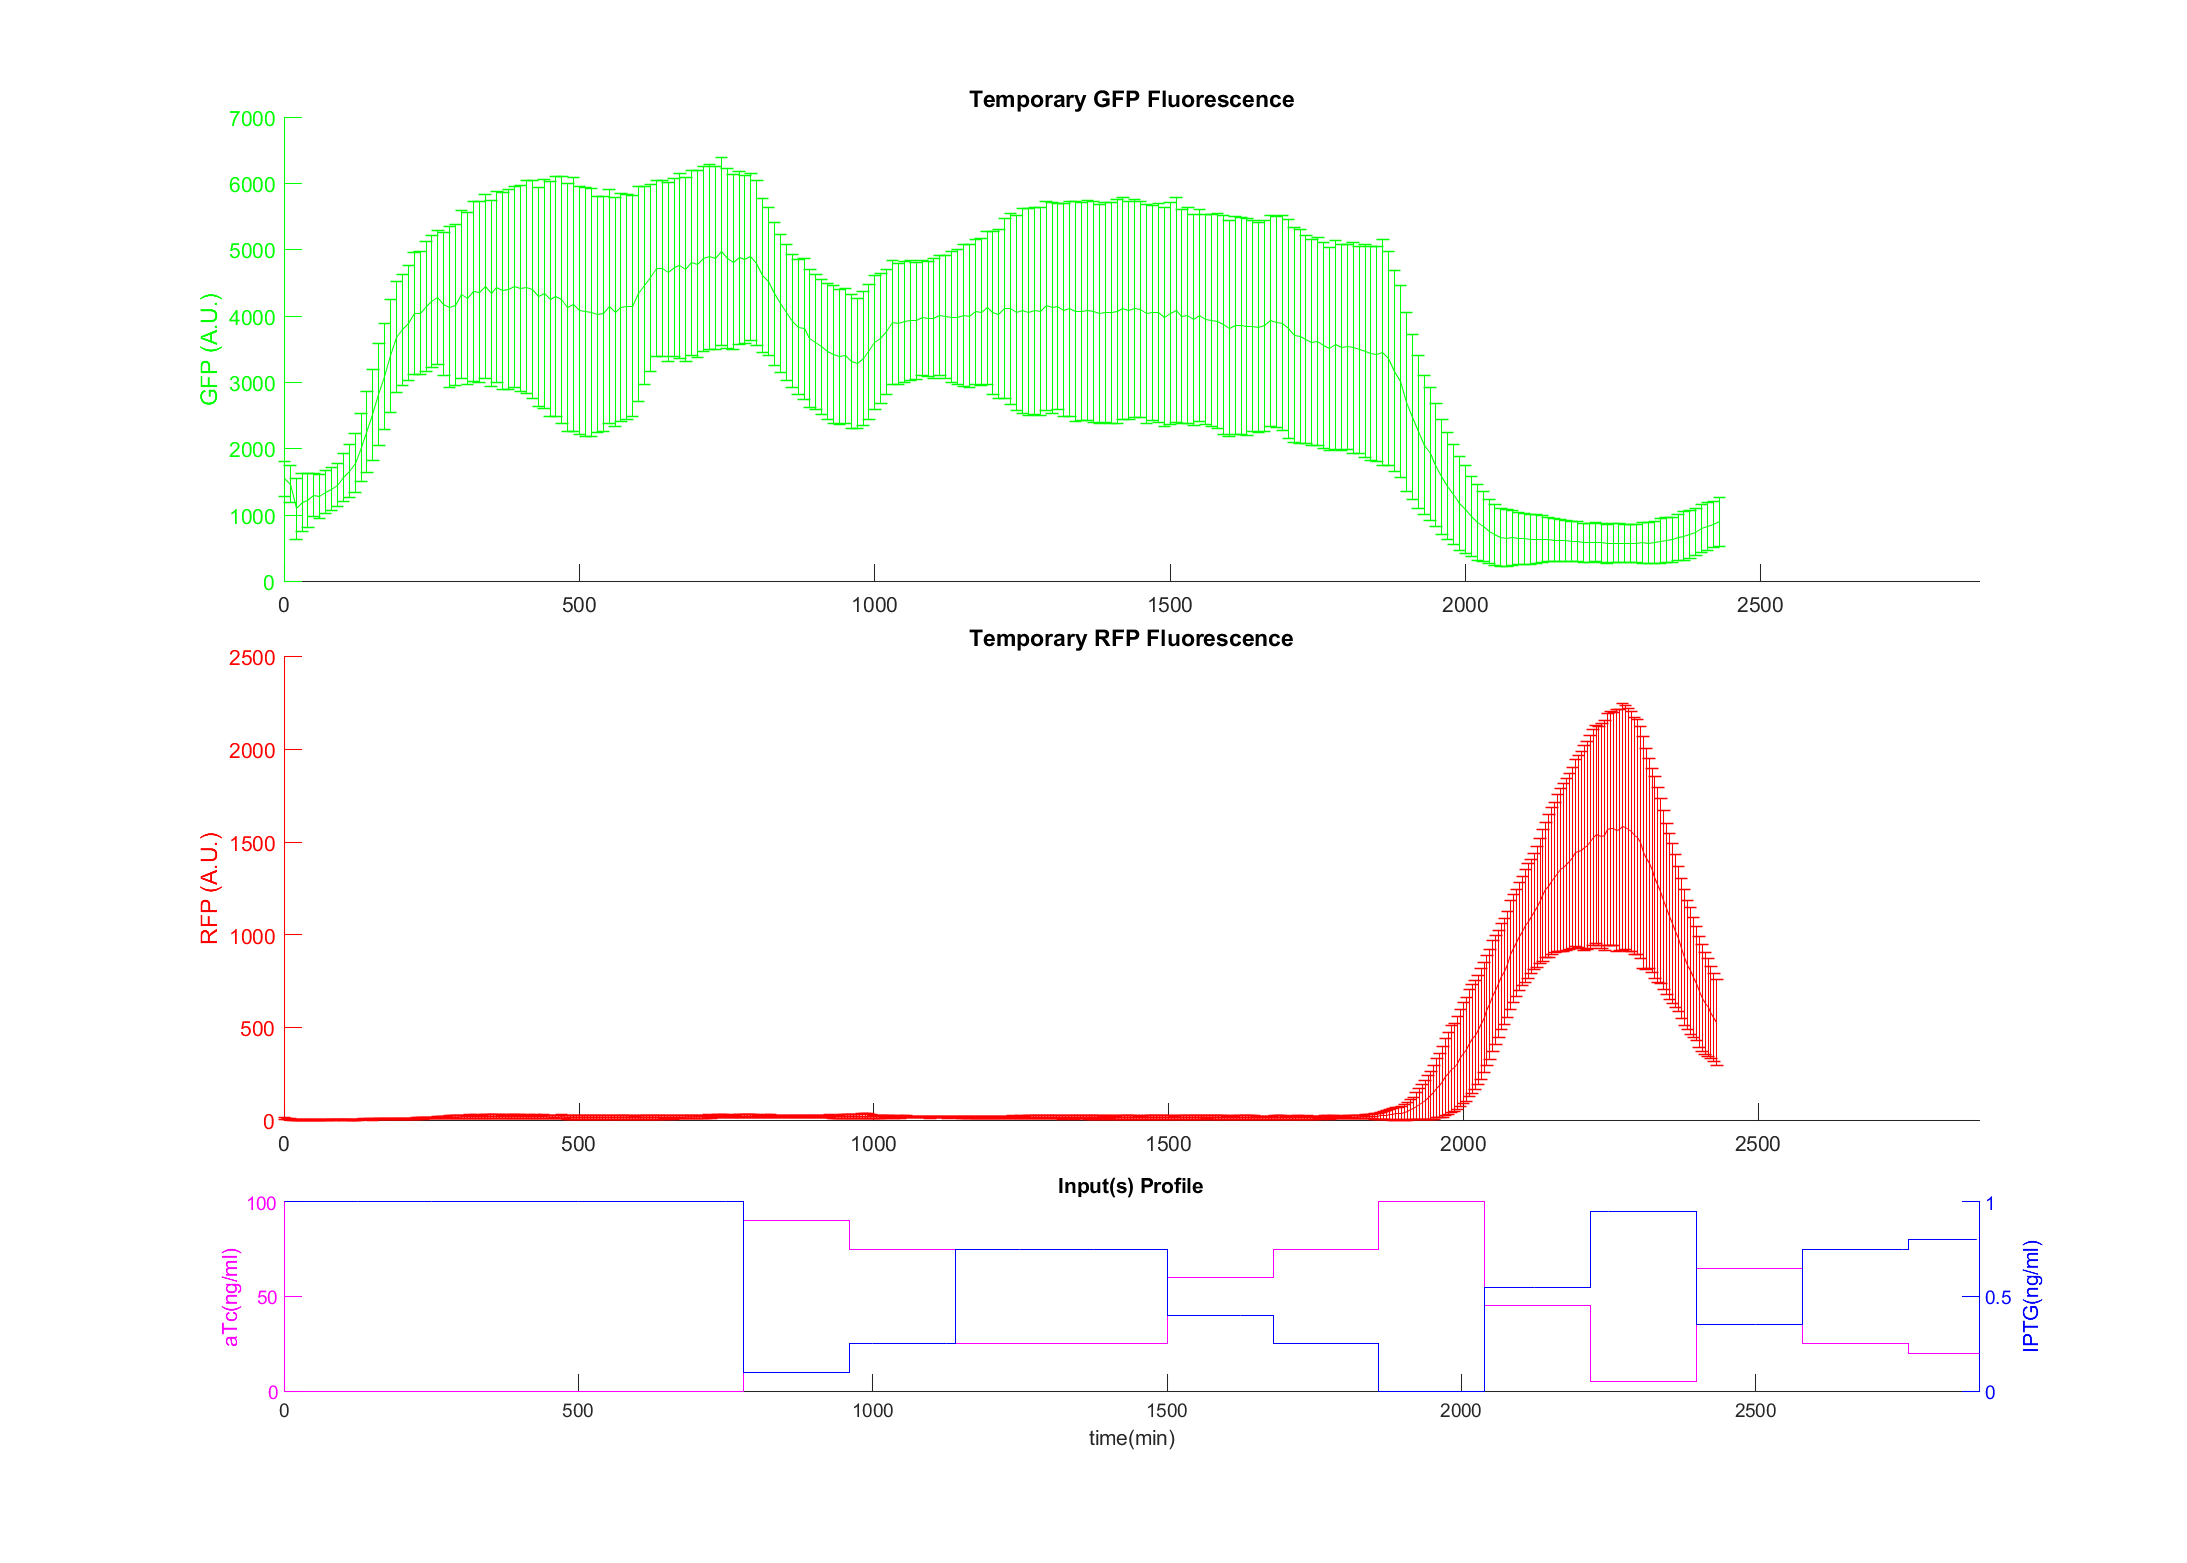 Temporary GFP Fluorescence
7000
6000
5000
4000
3000
2000
1000
0
GFP (A.U.)
0 500 1000 1500 2000 2500
Temporary RFP Fluorescence
2500
2000
1500
1000
500
0
RFP (A.U.)
0 500 1000 1500 2000 2500
Input(s) Profile
100
50
0
aTc(ng/ml)
1
0.5
0
IPTG(ng/ml)
0 500 1000 1500 2000 2500
time(min)